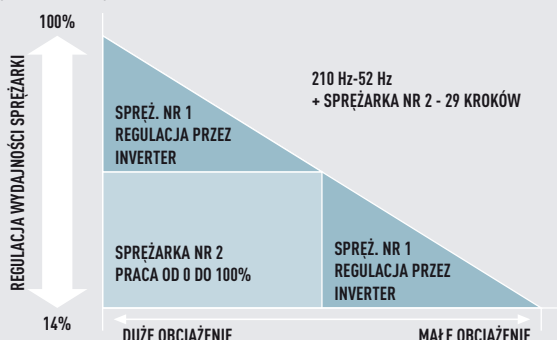 100%
REGULACJA WYDAJNOŚCI SPRĘŻARKI
210 Hz-52 Hz
+ SPRĘŻARKA NR 2 - 29 KROKÓW
SPRĘŻ. NR 1
REGULACJA PRZEZ
INVERTER
SPRĘŻARKA NR 2
PRACA OD 0 DO 100%
SPRĘŻ. NR 1
REGULACJA PRZEZ
INVERTER
14%
DUŻE OBCIĄŻENIE
MAŁE OBCIĄŻENIE